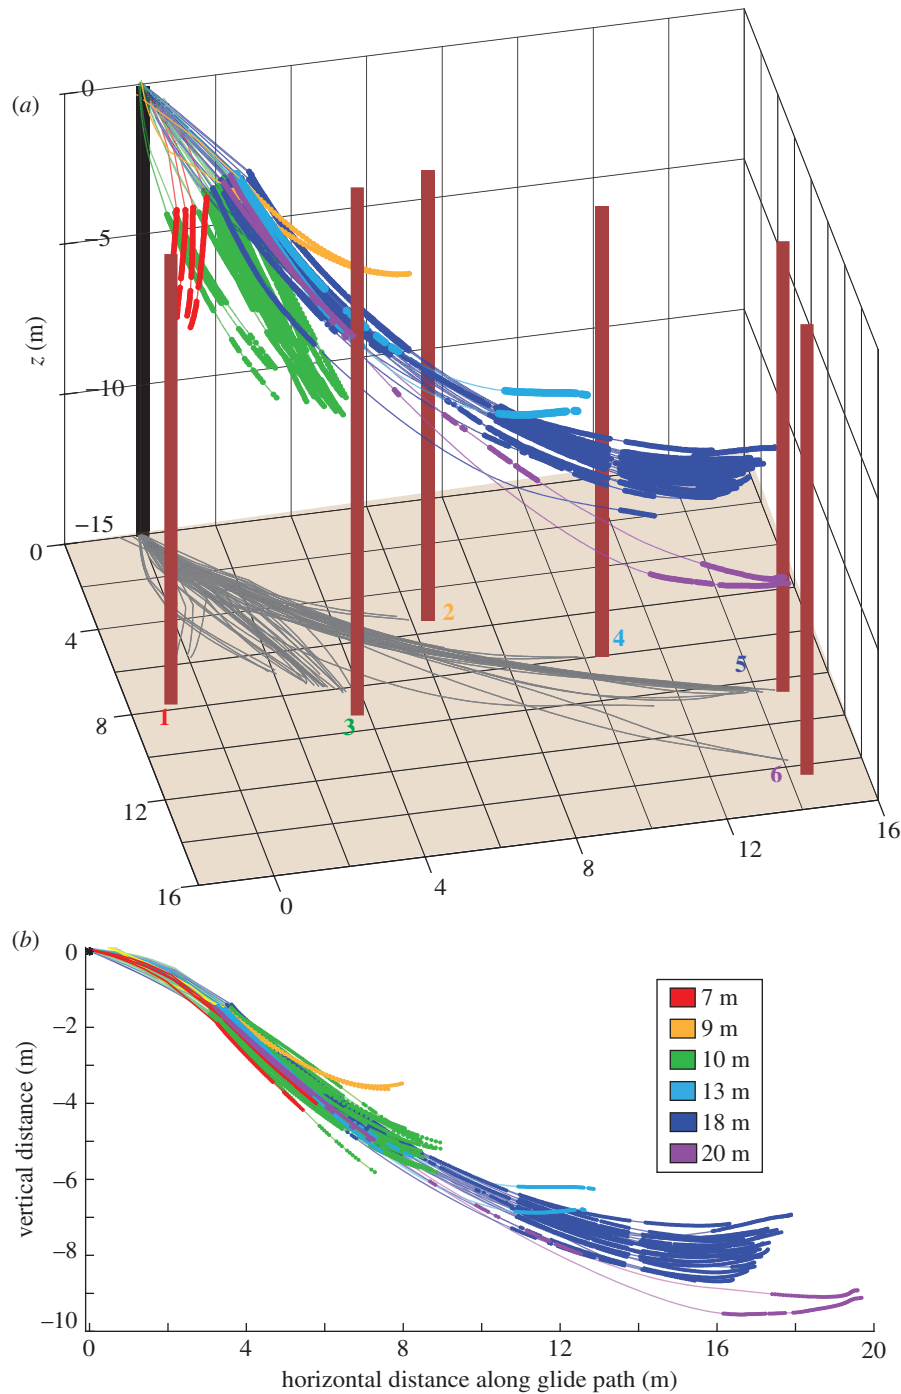 (a)
0
−5
z (m)
−10
−15
0
4
8
12
16
0
4
8
12
16
1
2
3
4
5
6
(b)
0
−2
−4
−6
−8
−10
vertical distance (m)
7 m
9 m
10 m
13 m
18 m
20 m
0 4 8 12 16 20
horizontal distance along glide path (m)